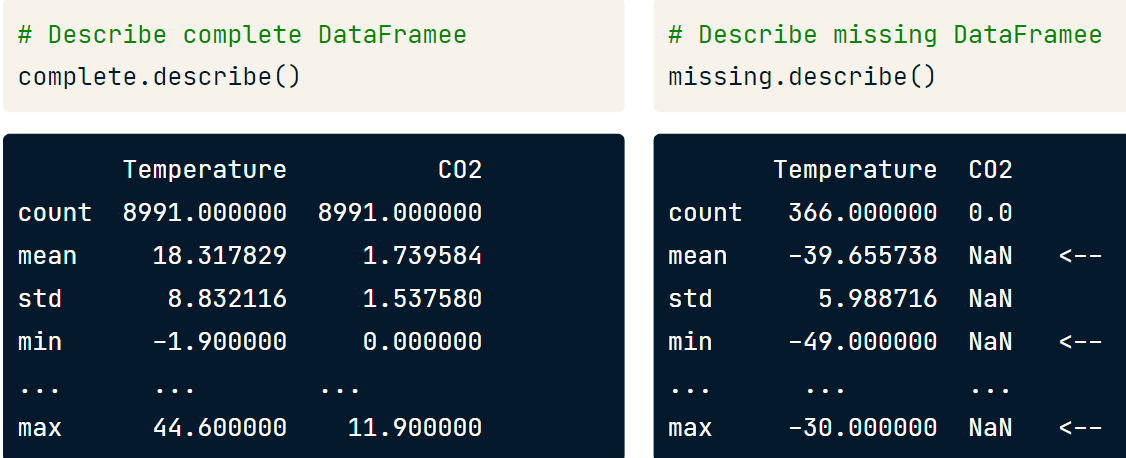 # Describe complete DataFramee
complete.describe()
Temperature CO2
count 8991.000000 8991.000000
mean 18.317829 1.739584
std 8.832116 1.537580
min -1.900000 0.000000
... ... ...
max 44.600000 11.900000
# Describe missing DataFramee
missing.describe()
Temperature CO2
count 366.000000 0.0
mean -39.655738 NaN <--
std 5.988716 NaN
min -49.000000 NaN <--
... ... ...
max -30.000000 NaN <--